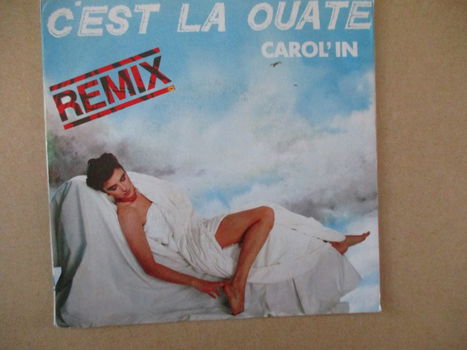 C'EST LA OUATE
CAROL' IN
REMIX